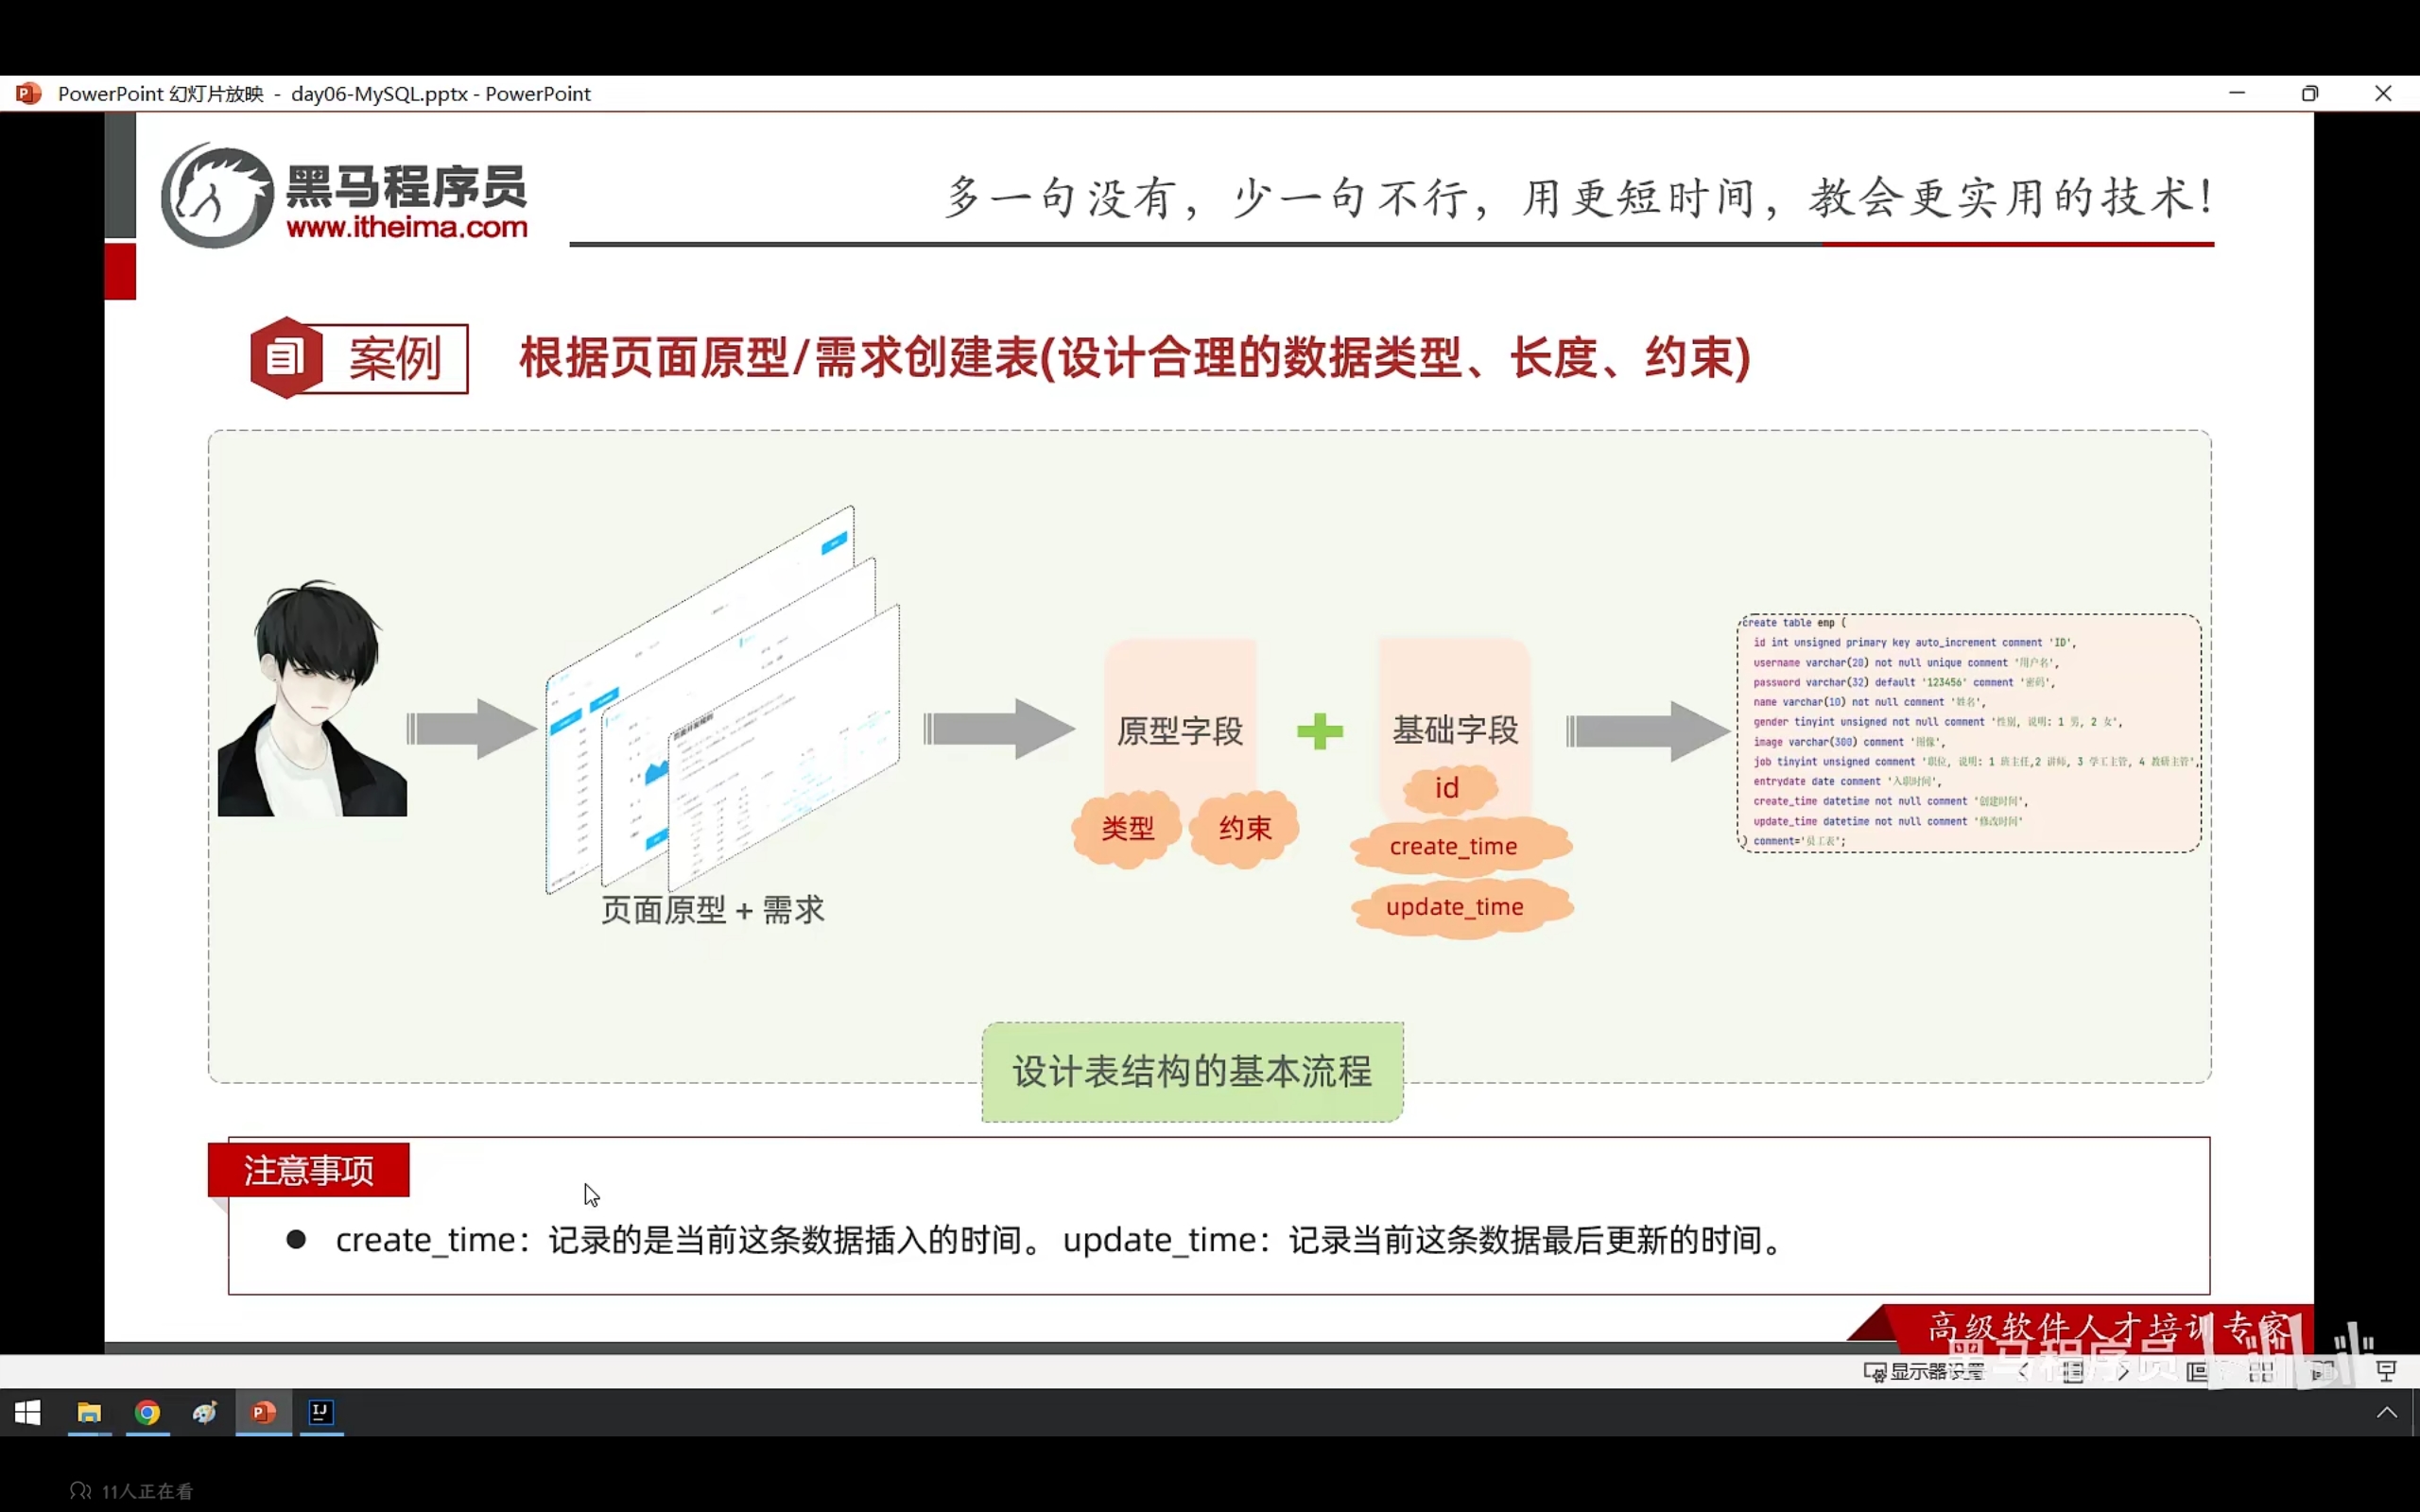 PowerPoint 幻灯片放映 - day06-MySQL.pptx - PowerPoint
黑马程序员
www.itheima.com
多一句没有，少一句不行，用更短时间，教会更实用的技术！
案例
根据页面原型/需求创建表(设计合理的数据类型、长度、约束)
页面原型 + 需求
原型字段
类型
约束
基础字段
id
create_time
update_time
create table emp (
id int unsigned primary key auto_increment comment 'ID',
username varchar(20) not null unique comment '用户名',
password varchar(32) default '123456' comment '密码',
name varchar(10) not null comment '姓名',
gender tinyint unsigned not null comment '性别, 说明: 1 男, 2 女',
image varchar(300) comment '图像',
job tinyint unsigned comment '职位, 说明: 1 班主任,2 讲师, 3 学工主管, 4 教研主管',
entrydate date comment '入职时间',
create_time datetime not null comment '创建时间',
update_time datetime not null comment '修改时间'
) comment='员工表';
设计表结构的基本流程
注意事项
● create_time：记录的是当前这条数据插入的时间。 update_time：记录当前这条数据最后更新的时间。
高级软件人才培训专家
黑马程序员
显示器设置
11人正在看